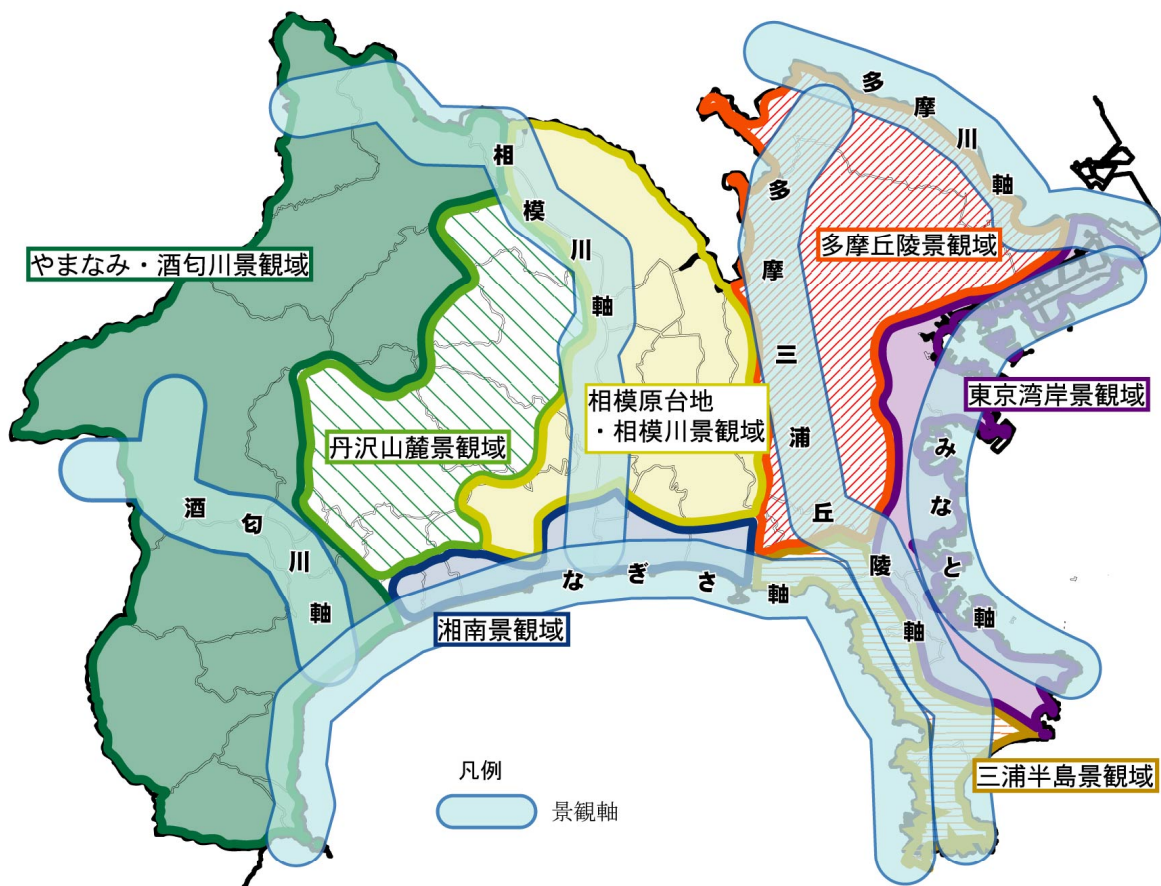 多摩川軸
相模川軸
多摩三浦丘陵軸
多摩丘陵景観域
やまなみ・酒匂川景観域
東京湾岸景観域
相模原台地
・相模川景観域
丹沢山麓景観域
みなと軸
酒匂川軸
なぎさ軸
湘南景観域
三浦半島景観域
凡例
景観軸